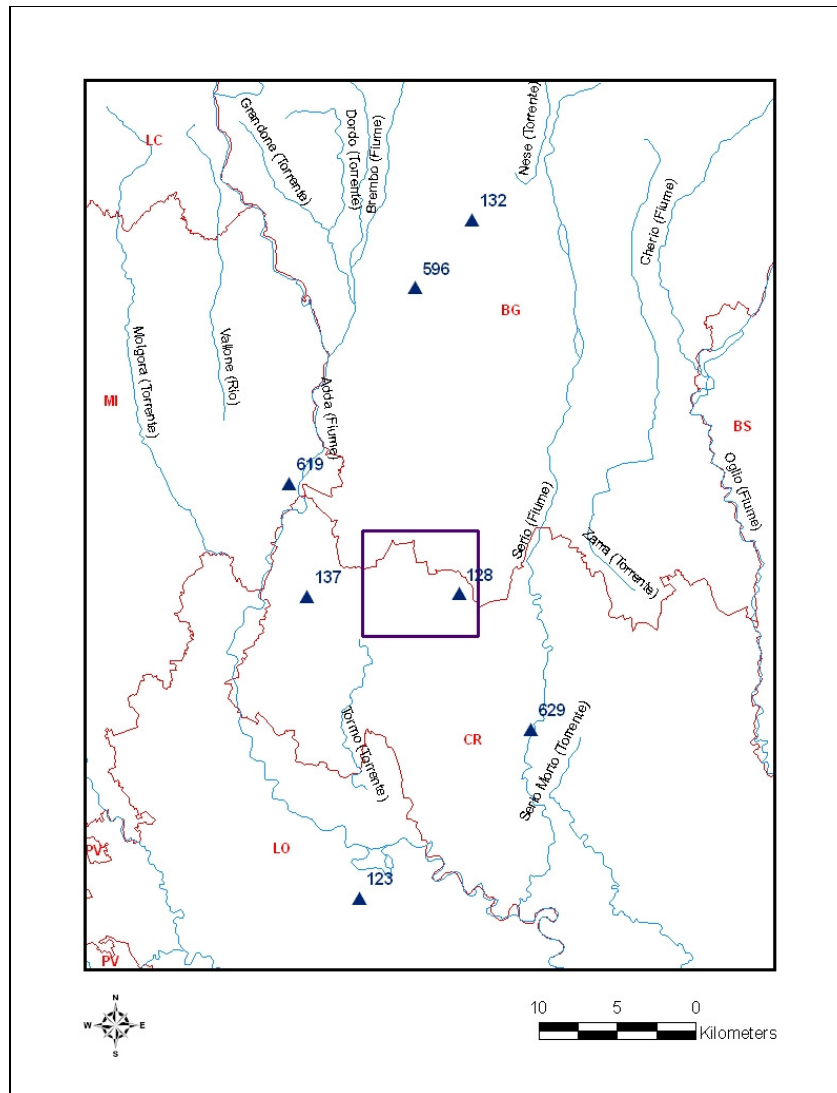 Grandone (Torrente)
Dordo (Torrente)
Brembo (Fiume)
Nese (Torrente)
LC
132
Cherio (Fiume)
596
BG
Molgora (Torrente)
Vallone (Rio)
Adda (Fiume)
MI
BS
619
Oglio (Fiume)
Serio (Fiume)
Zarra (Torrente)
137
128
629
Tormo (Torrente)
CR
Serio Morto (Torrente)
LO
PV
123
PV
N
W
E
S
10 5 0
Kilometers